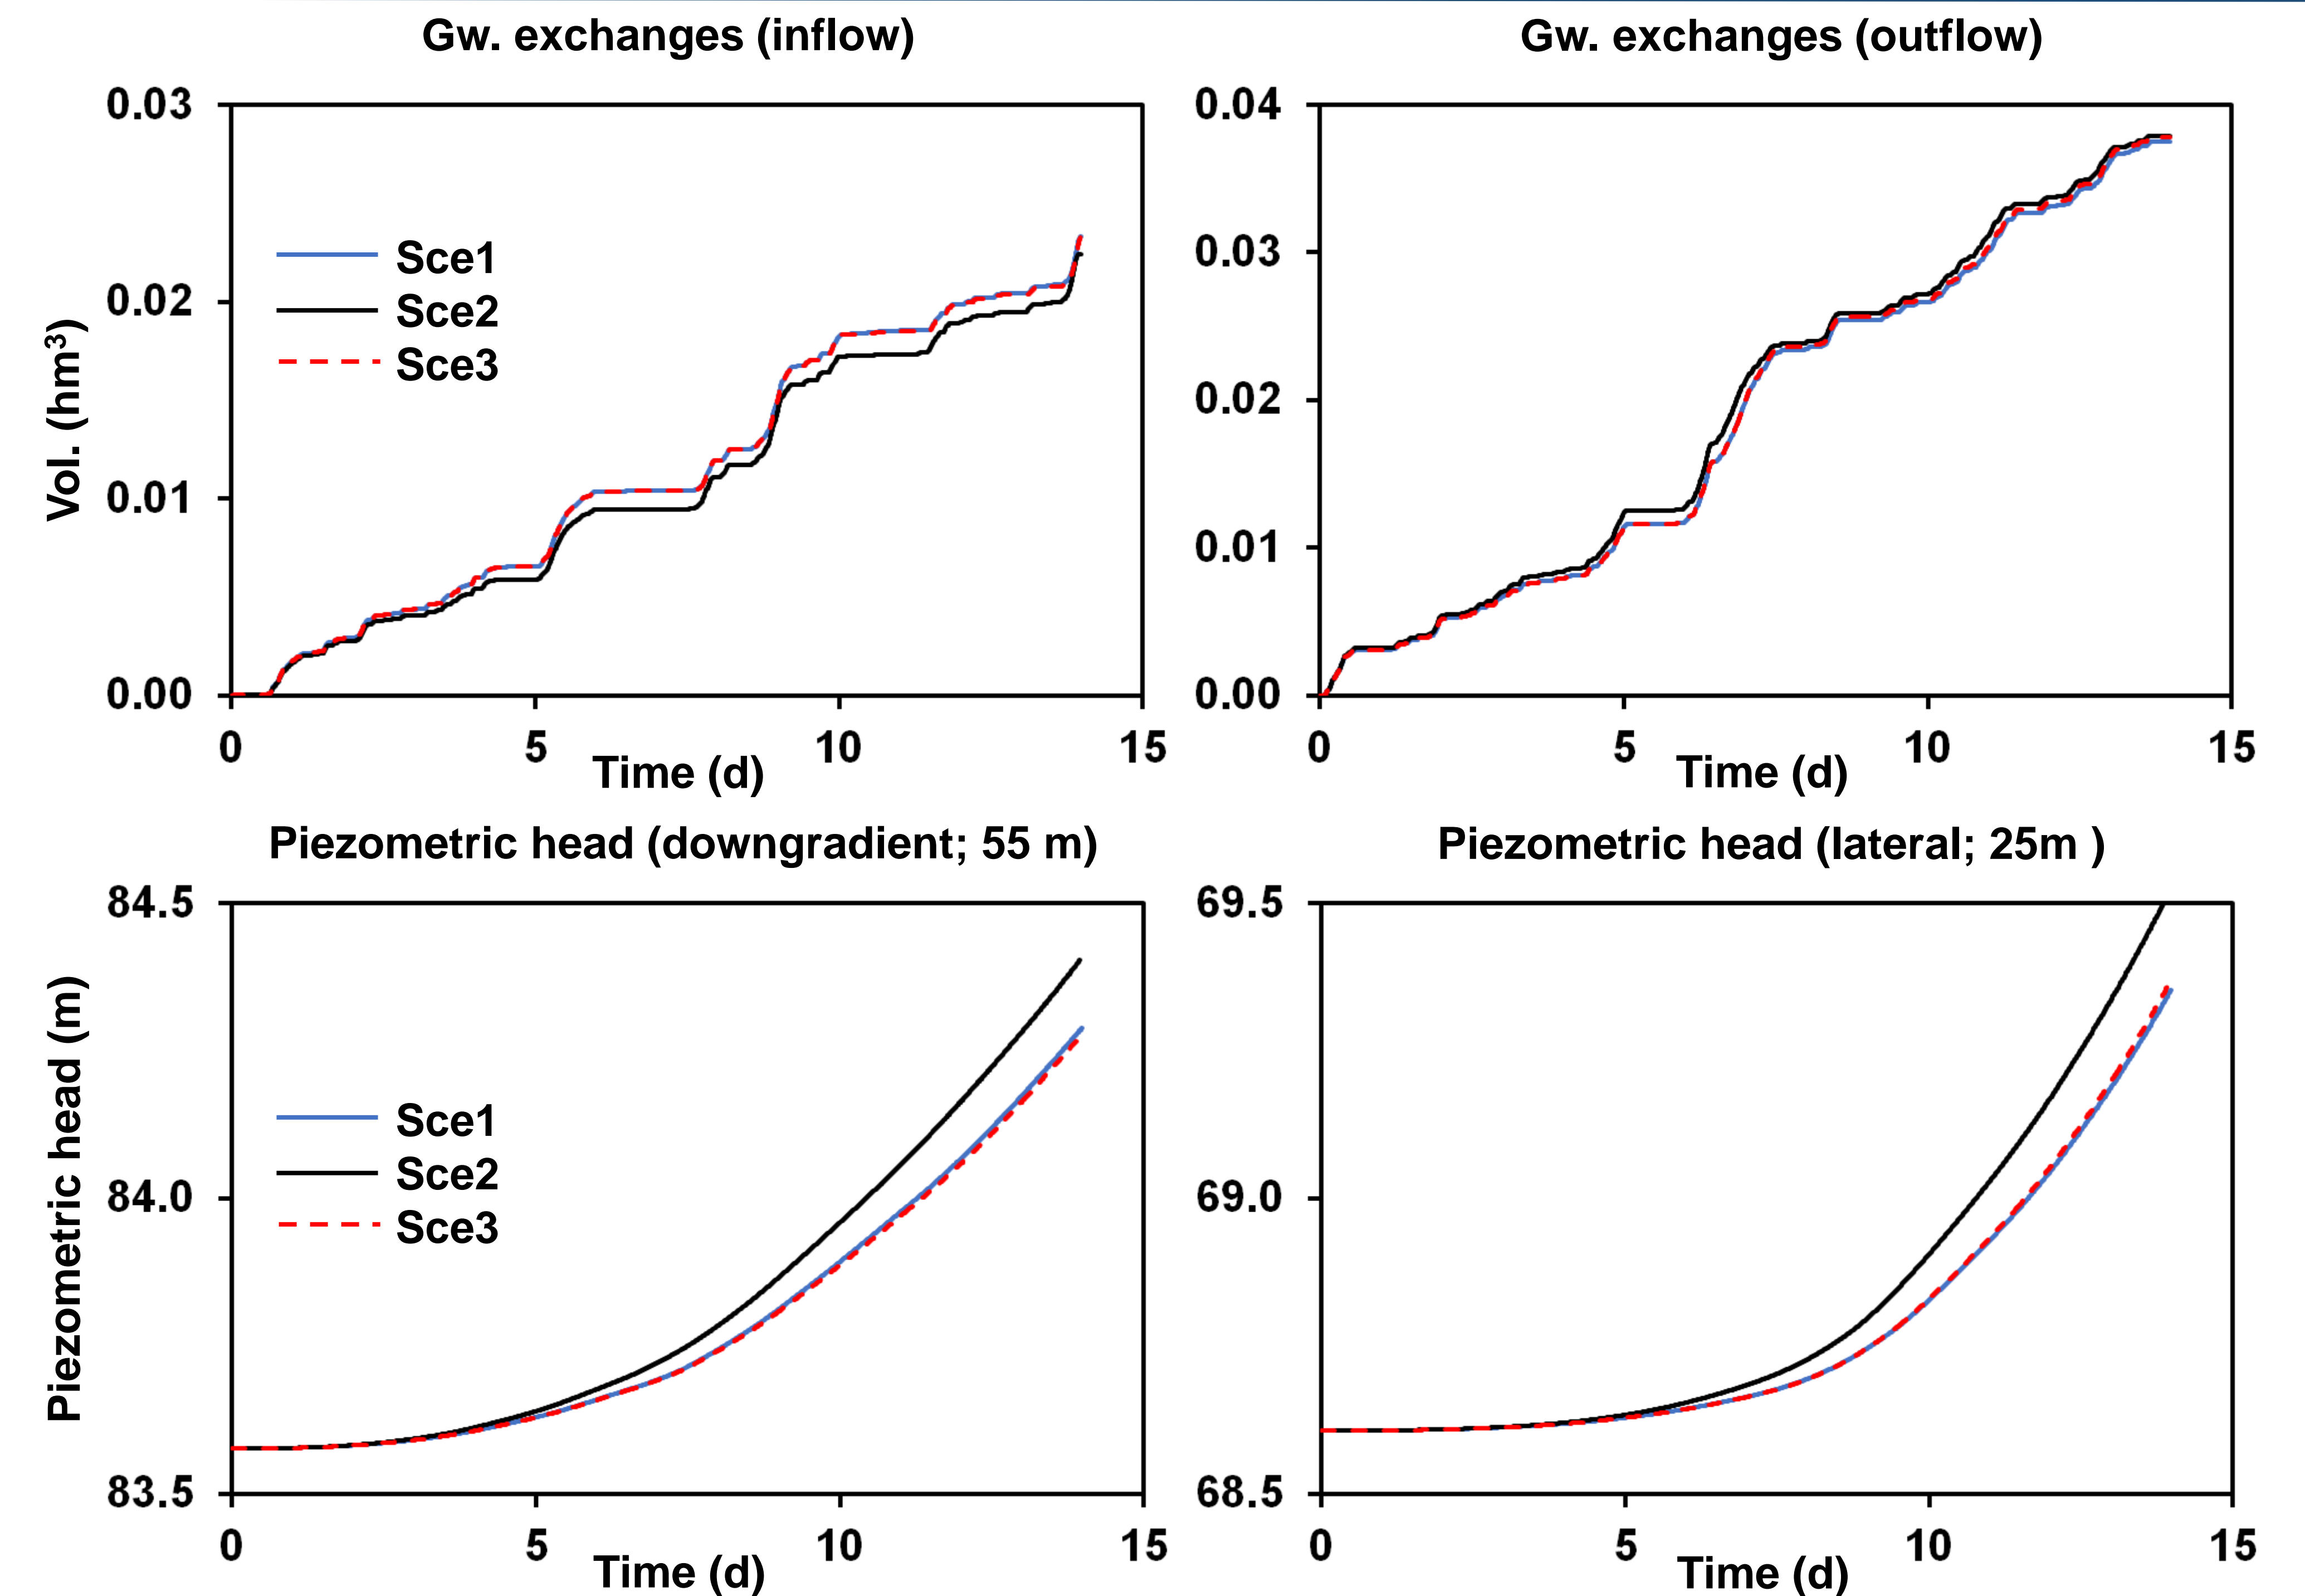 Gw. exchanges (inflow)
Gw. exchanges (outflow)
0.03
0.02
0.01
0.00
Vol. (hm³)
Sce1
Sce2
Sce3
0 5 10 15
Time (d)
0.04
0.03
0.02
0.01
0.00
0 5 10 15
Time (d)
Piezometric head (downgradient; 55 m)
Piezometric head (lateral; 25m )
84.5
84.0
83.5
Piezometric head (m)
Sce1
Sce2
Sce3
0 5 10 15
Time (d)
69.5
69.0
68.5
0 5 10 15
Time (d)